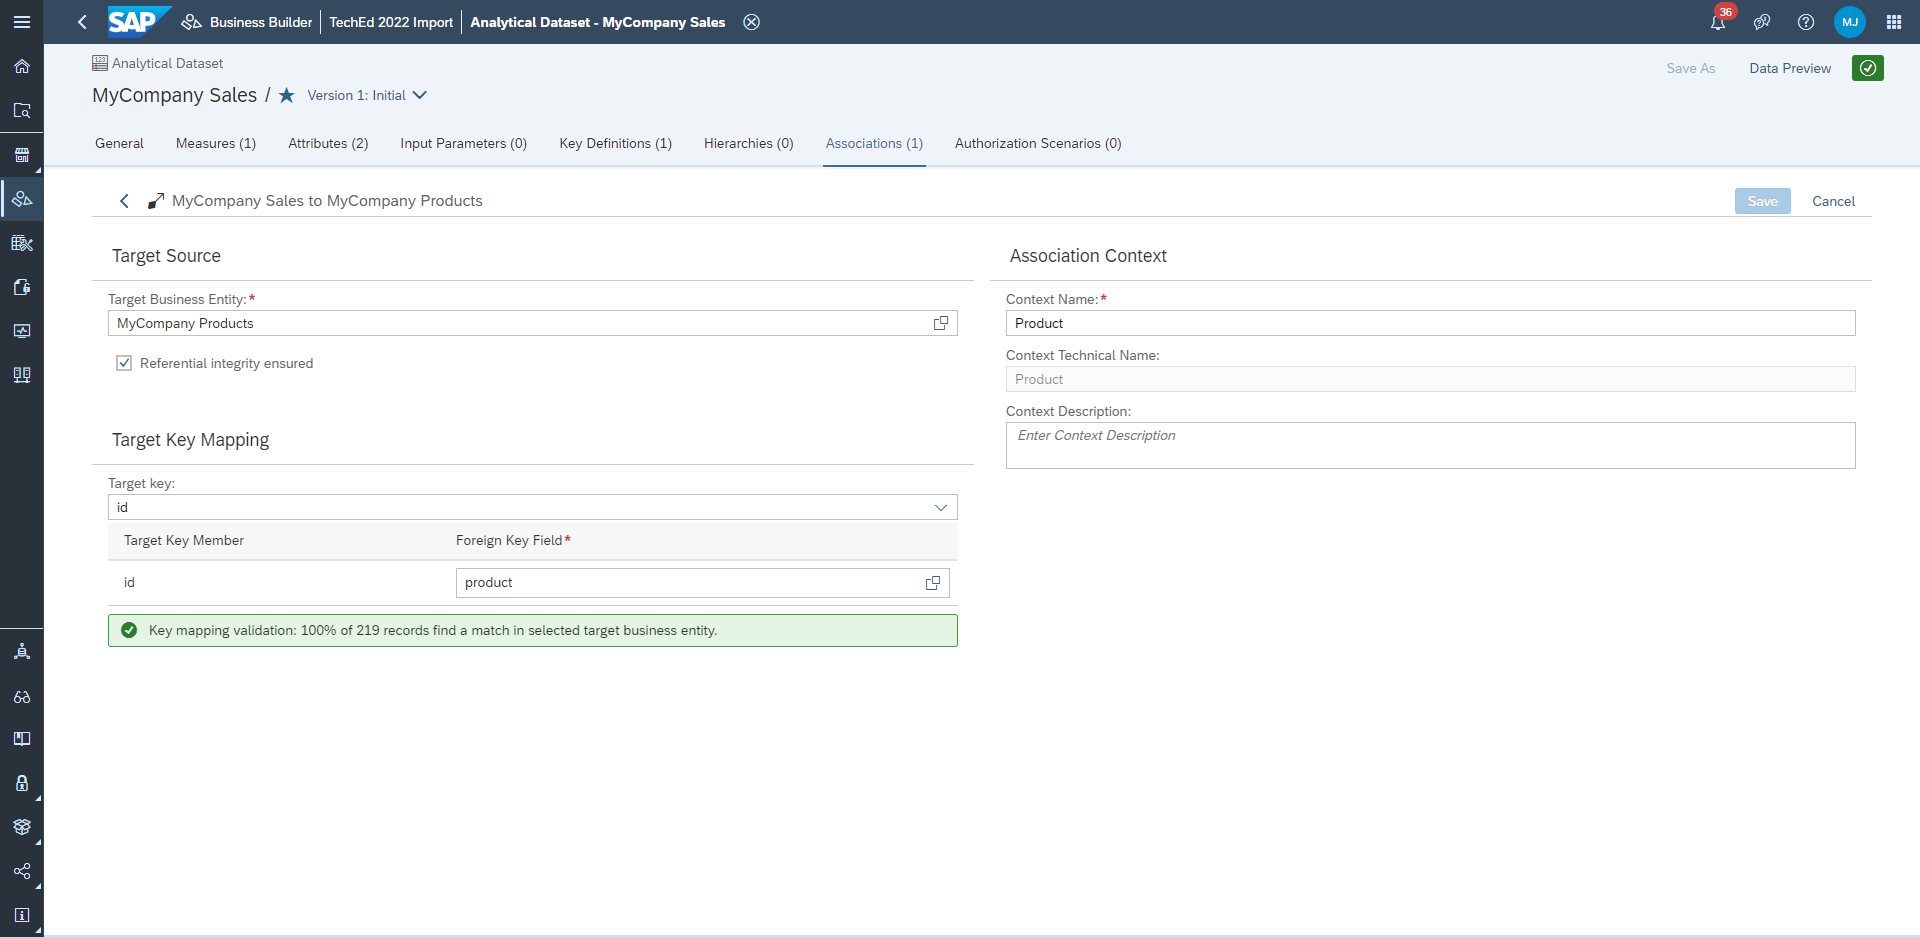 SAP Business Builder TechEd 2022 Import Analytical Dataset - MyCompany Sales 36 MJ
Analytical Dataset
Save As Data Preview
MyCompany Sales / Version 1: Initial
General Measures (1) Attributes (2) Input Parameters (0) Key Definitions (1) Hierarchies (0) Associations (1) Authorization Scenarios (0)
MyCompany Sales to MyCompany Products Save Cancel
Target Source
Target Business Entity:*
MyCompany Products
Referential integrity ensured
Target Key Mapping
Target key:
id
Target Key Member Foreign Key Field*
id product
Key mapping validation: 100% of 219 records find a match in selected target business entity.
Association Context
Context Name:*
Product
Context Technical Name:
Product
Context Description:
Enter Context Description